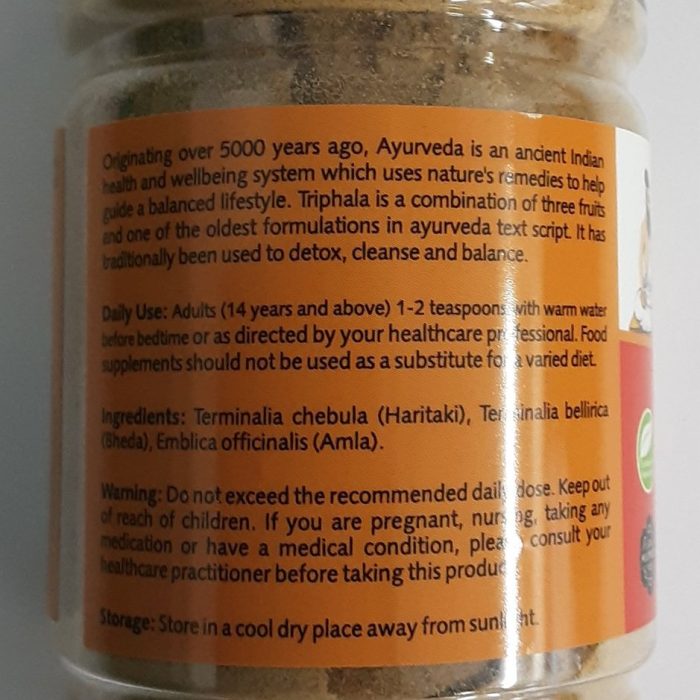 Originating over 5000 years ago, Ayurveda is an ancient Indian
health and wellbeing system which uses nature's remedies to help
guide a balanced lifestyle. Triphala is a combination of three fruits
and one of the oldest formulations in ayurveda text script. It has
traditionally been used to detox, cleanse and balance.
Daily Use: Adults (14 years and above) 1-2 teaspoons with warm water
before bedtime or as directed by your healthcare professional. Food
supplements should not be used as a substitute for a varied diet.
Ingredients: Terminalia chebula (Haritaki), Terminalia bellirica
(Bheda), Emblica officinalis (Amla).
Warning: Do not exceed the recommended daily dose. Keep out
of reach of children. If you are pregnant, nursing, taking any
medication or have a medical condition, please consult your
healthcare practitioner before taking this product.
Storage: Store in a cool dry place away from sunlight.